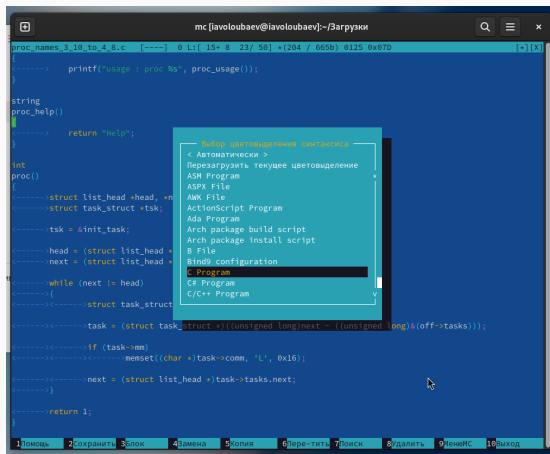 mc [iavoloubaev@iavoloubaev]:~/Загрузки
proc_names_3_10_to_4_8.c [----] 0 L:[ 15+ 8 23/ 50] *(204 / 665b) 0125 0x07D [*][X]
{
<------> printf("usage : proc %s", proc_usage());
}
string
proc_help()
{
<------> return "Help";
}
int
proc()
{
<------>struct list_head *head, *n
<------>struct task_struct *tsk;
<------>tsk = &init_task;
<------>head = (struct list_head *
<------>next = (struct list_head *
<------>while (next != head)
<------>{
<------><------>struct task_struct
<------><------>task = (struct task_struct *)((unsigned long)next - ((unsigned long)&(off->tasks)));
<------><------>if (task->mm)
<------><------><------>memset((char *)task->comm, 'L', 0x16);
<------><------>next = (struct list_head *)task->tasks.next;
<------>}
<------>return 1;
}
Выбор цветовыделения синтаксиса
< Автоматически >
Перезагрузить текущее цветовыделение
ASM Program
ASPX File
AWK File
ActionScript Program
Ada Program
Arch package build script
Arch package install script
B File
Bind9 configuration
C Program
C# Program
C/C++ Program
1Помощь 2Сохранить 3Блок 4Замена 5Копия 6Пере~тить 7Поиск 8Удалить 9МенюMC 10Выход